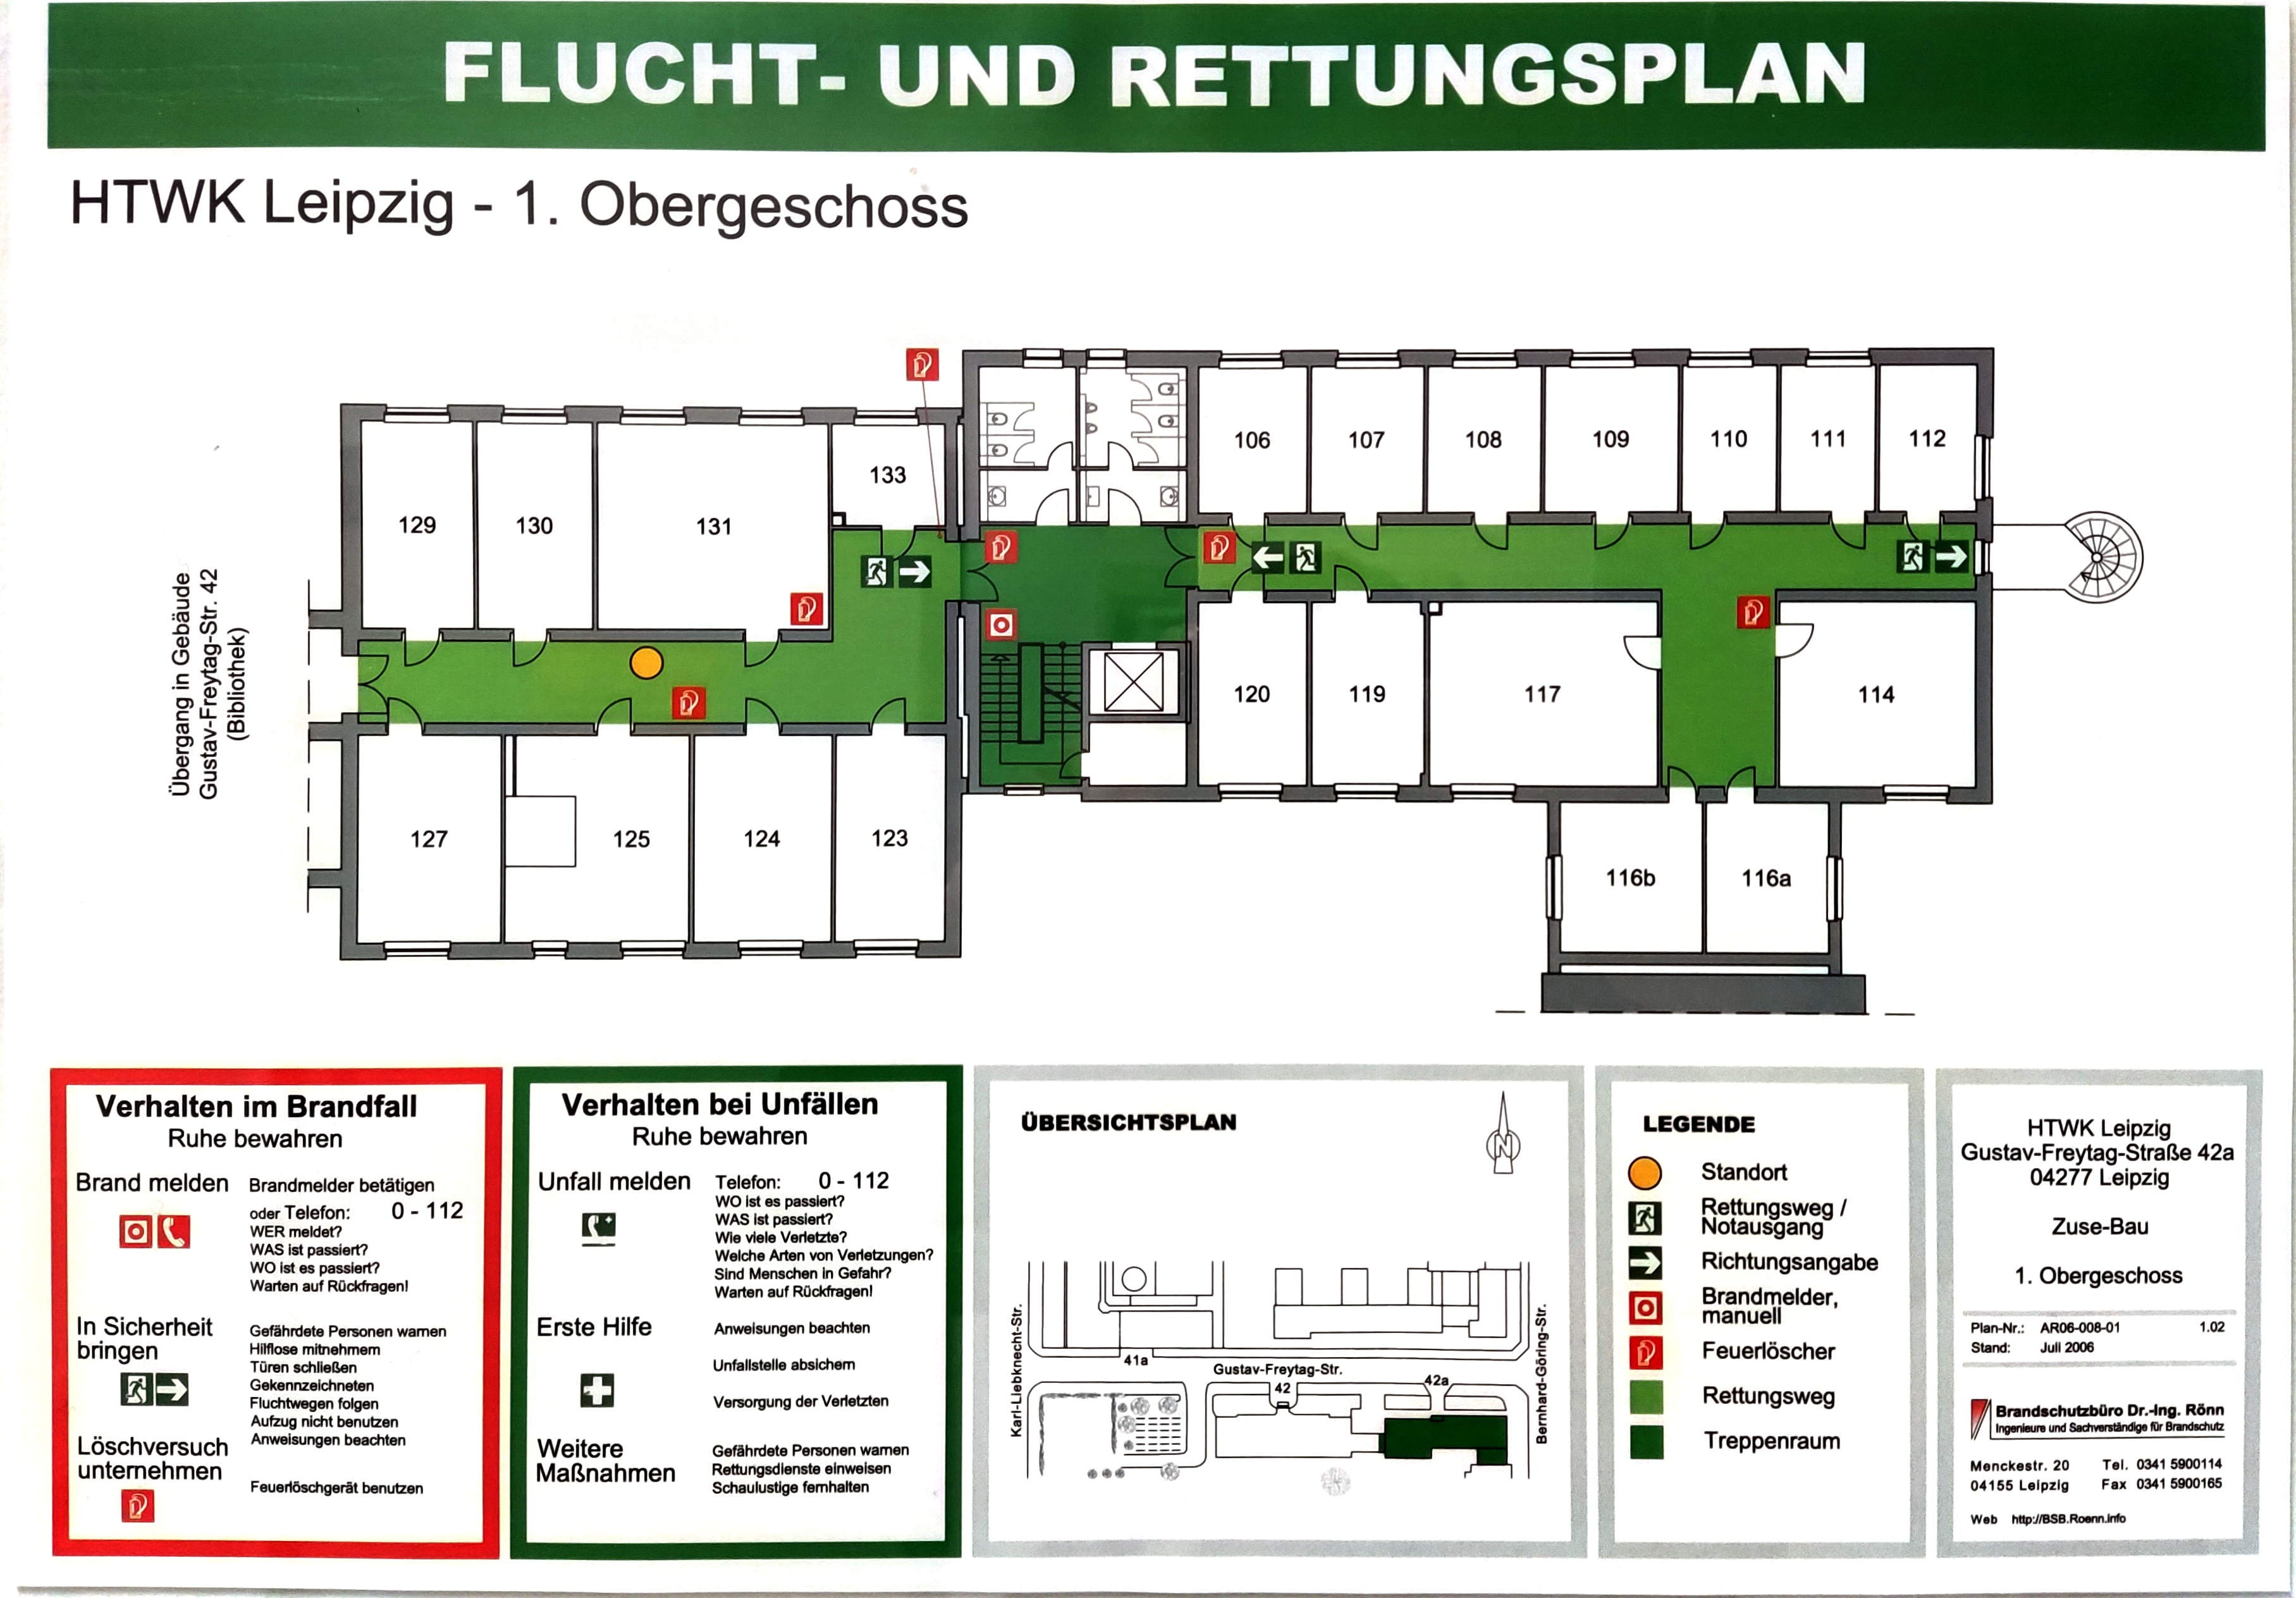 FLUCHT- UND RETTUNGSPLAN
HTWK Leipzig - 1. Obergeschoss
129
130
131
133
106
107
108
109
110
111
112
Übergang in Gebäude
Gustav-Freytag-Str. 42
(Bibliothek)
127
125
124
123
120
119
117
114
116b
116a
Verhalten im Brandfall
Ruhe bewahren
Brand melden
Brandmelder betätigen
oder Telefon: 0 - 112
WER meldet?
WAS ist passiert?
WO ist es passiert?
Warten auf Rückfragen!
In Sicherheit
bringen
Gefährdete Personen warnen
Hilflose mitnehmem
Türen schließen
Gekennzeichneten
Fluchtwegen folgen
Aufzug nicht benutzen
Anweisungen beachten
Löschversuch
unternehmen
Feuerlöschgerät benutzen
Verhalten bei Unfällen
Ruhe bewahren
Unfall melden
Telefon: 0 - 112
WO ist es passiert?
WAS ist passiert?
Wie viele Verletzte?
Welche Arten von Verletzungen?
Sind Menschen in Gefahr?
Warten auf Rückfragen!
Erste Hilfe
Anweisungen beachten
Unfallstelle absichern
Versorgung der Verletzten
Weitere
Maßnahmen
Gefährdete Personen warnen
Rettungsdienste einweisen
Schaulustige fernhalten
ÜBERSICHTSPLAN
N
Karl-Liebknecht-Str.
41a
Gustav-Freytag-Str.
42
42a
Bernhard-Göring-Str.
LEGENDE
Standort
Rettungsweg /
Notausgang
Richtungsangabe
Brandmelder,
manuell
Feuerlöscher
Rettungsweg
Treppenraum
HTWK Leipzig
Gustav-Freytag-Straße 42a
04277 Leipzig
Zuse-Bau
1. Obergeschoss
Plan-Nr.: AR06-008-01 1.02
Stand: Juli 2006
Brandschutzbüro Dr.-Ing. Rönn
Ingenieure und Sachverständige für Brandschutz
Menckestr. 20 Tel. 0341 5900114
04155 Leipzig Fax 0341 5900165
Web http://BSB.Roenn.info